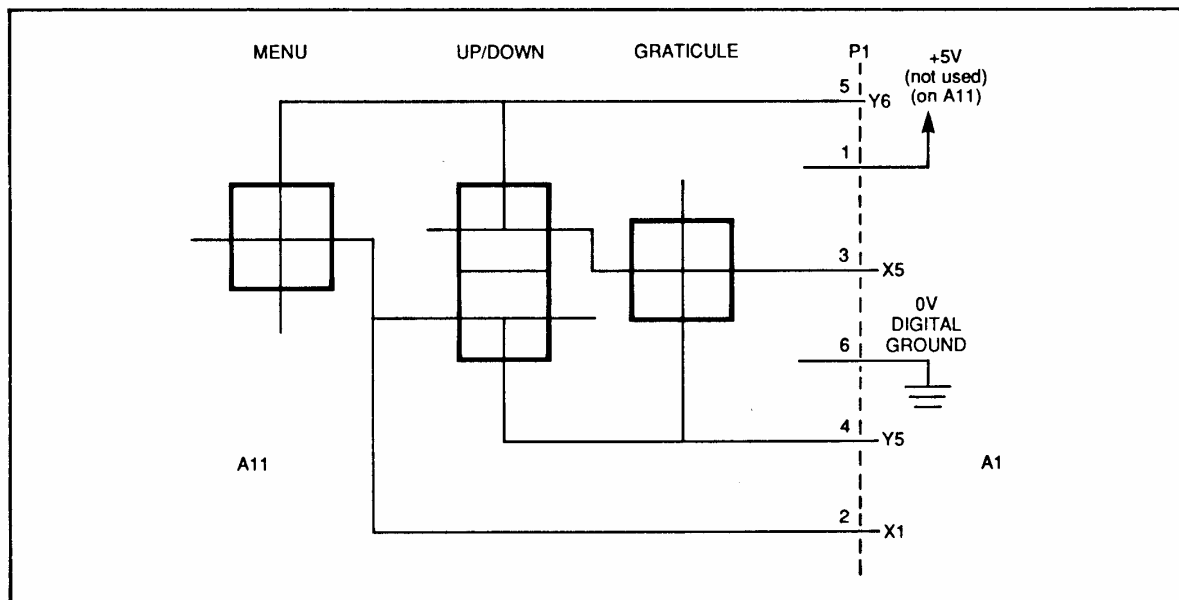 MENU
UP/DOWN
GRATICULE
P1
+5V
(not used)
(on A11)
5
Y6
1
3
X5
0V
DIGITAL
GROUND
6
4
Y5
A11
A1
2
X1